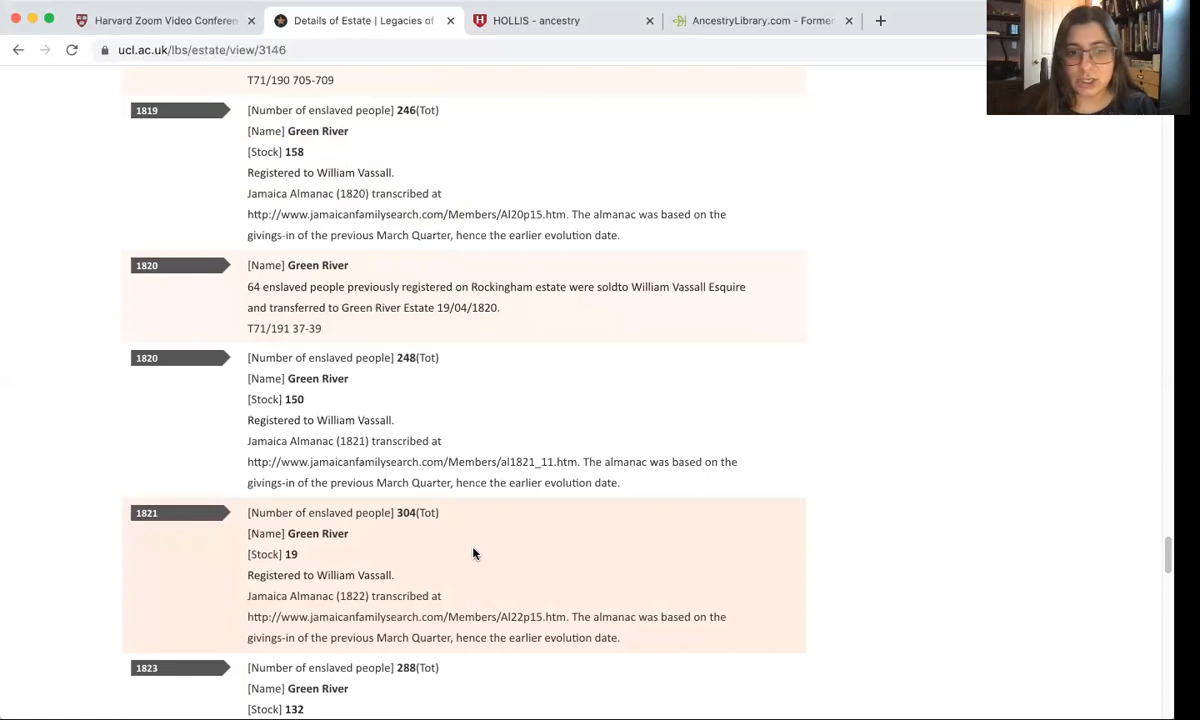 Harvard Zoom Video Conferen
Details of Estate | Legacies of
HOLLIS - ancestry
AncestryLibrary.com - Former
ucl.ac.uk/lbs/estate/view/3146
T71/190 705-709
1819
[Number of enslaved people] 246(Tot)
[Name] Green River
[Stock] 158
Registered to William Vassall.
Jamaica Almanac (1820) transcribed at
http://www.jamaicanfamilysearch.com/Members/Al20p15.htm. The almanac was based on the
givings-in of the previous March Quarter, hence the earlier evolution date.
1820
[Name] Green River
64 enslaved people previously registered on Rockingham estate were soldto William Vassall Esquire
and transferred to Green River Estate 19/04/1820.
T71/191 37-39
1820
[Number of enslaved people] 248(Tot)
[Name] Green River
[Stock] 150
Registered to William Vassall.
Jamaica Almanac (1821) transcribed at
http://www.jamaicanfamilysearch.com/Members/al1821_11.htm. The almanac was based on the
givings-in of the previous March Quarter, hence the earlier evolution date.
1821
[Number of enslaved people] 304(Tot)
[Name] Green River
[Stock] 19
Registered to William Vassall.
Jamaica Almanac (1822) transcribed at
http://www.jamaicanfamilysearch.com/Members/Al22p15.htm. The almanac was based on the
givings-in of the previous March Quarter, hence the earlier evolution date.
1823
[Number of enslaved people] 288(Tot)
[Name] Green River
[Stock] 132